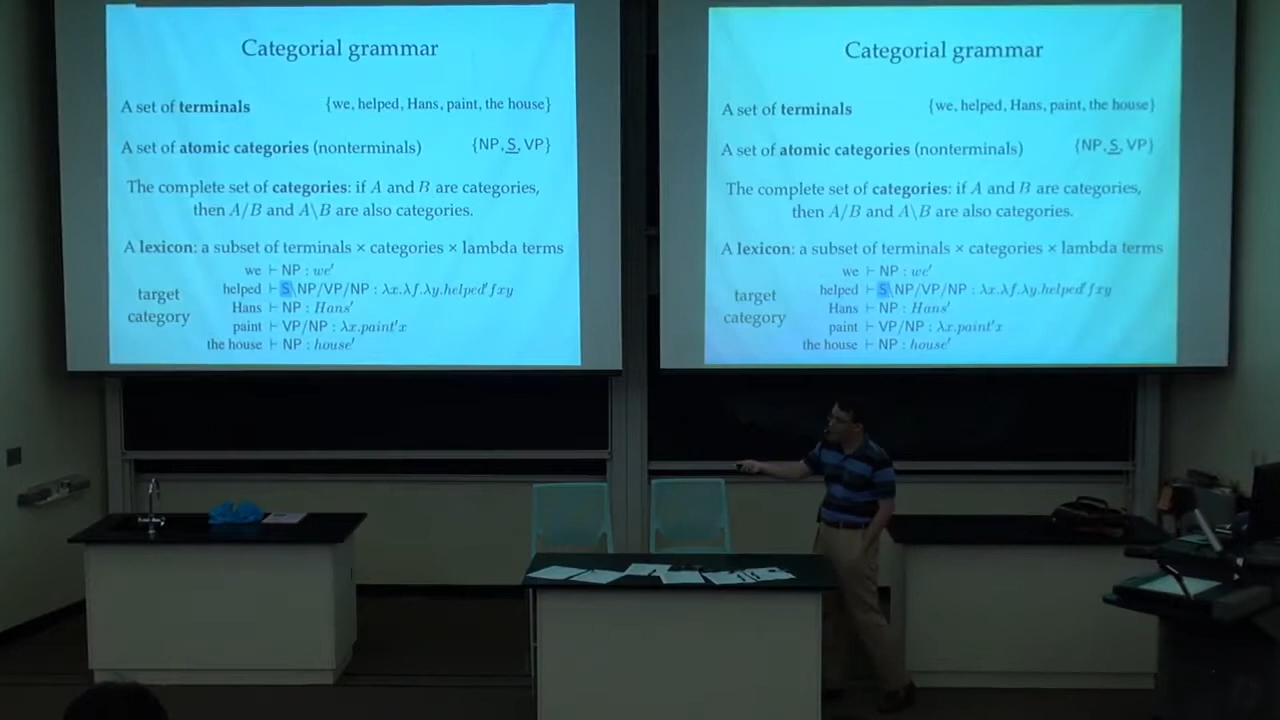 Categorial grammar
A set of terminals {we, helped, Hans, paint, the house}
A set of atomic categories (nonterminals) {NP, S, VP}
The complete set of categories: if A and B are categories,
then A/B and A\B are also categories.
A lexicon: a subset of terminals × categories × lambda terms
we ⊢ NP : we′
helped ⊢ S\NP/VP/NP : λx.λf.λy.helped′fxy
target
category
Hans ⊢ NP : Hans′
paint ⊢ VP/NP : λx.paint′x
the house ⊢ NP : house′
Categorial grammar
A set of terminals {we, helped, Hans, paint, the house}
A set of atomic categories (nonterminals) {NP, S, VP}
The complete set of categories: if A and B are categories,
then A/B and A\B are also categories.
A lexicon: a subset of terminals × categories × lambda terms
we ⊢ NP : we′
helped ⊢ S\NP/VP/NP : λx.λf.λy.helped′fxy
target
category
Hans ⊢ NP : Hans′
paint ⊢ VP/NP : λx.paint′x
the house ⊢ NP : house′